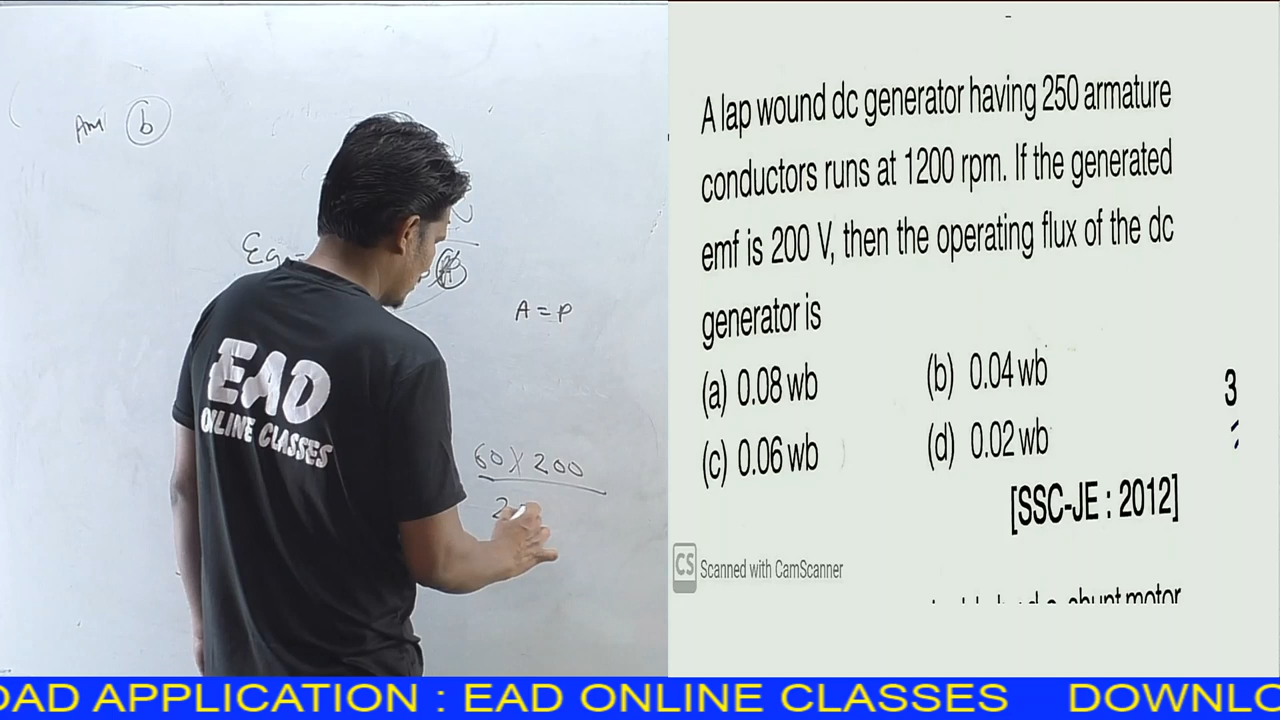 Ans (b)
Eg =
A = P
60 X 200
EAD
ONLINE CLASSES
A lap wound dc generator having 250 armature
conductors runs at 1200 rpm. If the generated
emf is 200 V, then the operating flux of the dc
generator is
(a) 0.08 wb (b) 0.04 wb
(c) 0.06 wb (d) 0.02 wb
[SSC-JE : 2012]
3
CS Scanned with CamScanner
shunt motor
OAD APPLICATION : EAD ONLINE CLASSES DOWNLO